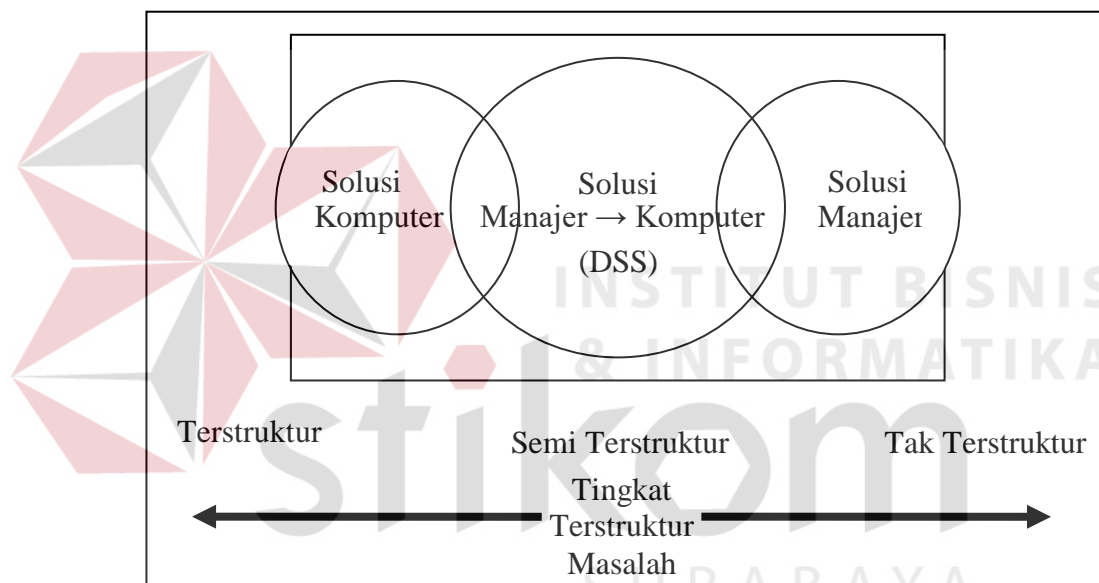 Solusi
Komputer
Solusi
Manajer → Komputer
(DSS)
Solusi
Manajer
INSTITUT BISNIS
& INFORMATIKA
stikom
SURABAYA
Terstruktur
Semi Terstruktur
Tak Terstruktur
Tingkat
Terstruktur
Masalah